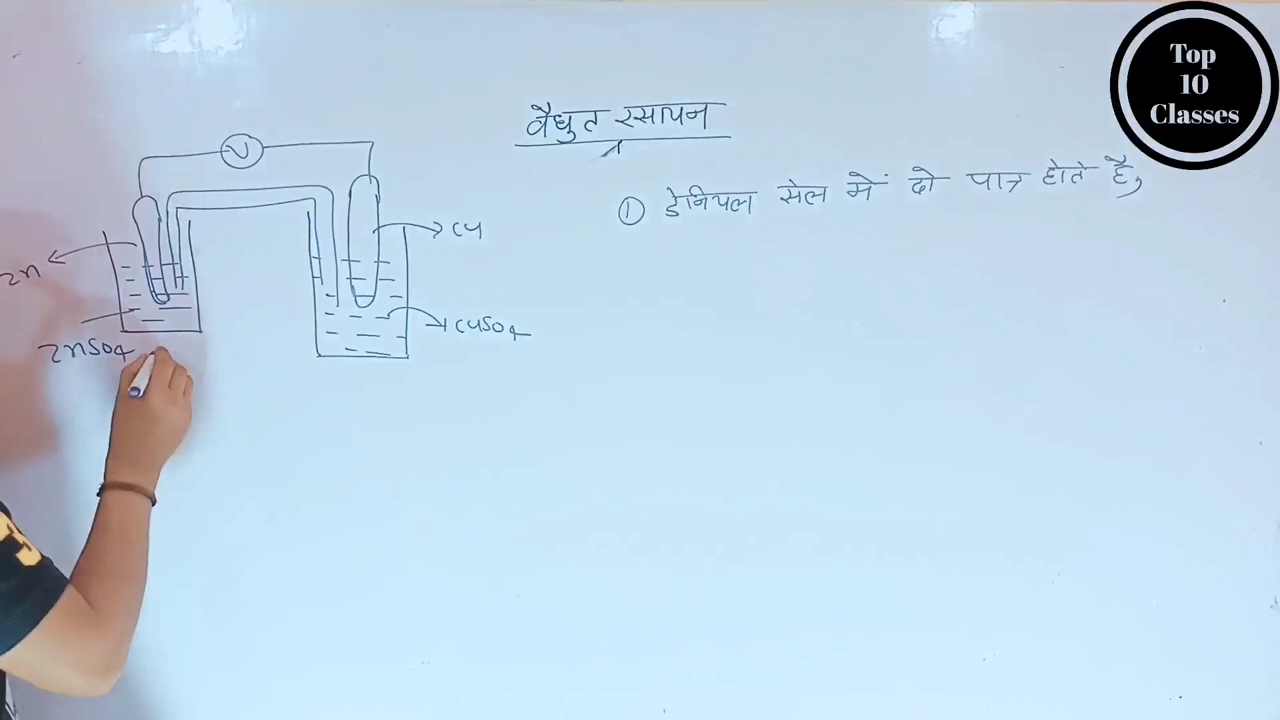 वैधुत रसायन
① डेनियल सेल में दो पात्र होते है,
V
Cu
Zn
CuSO4
ZnSO4
Top
10
Classes